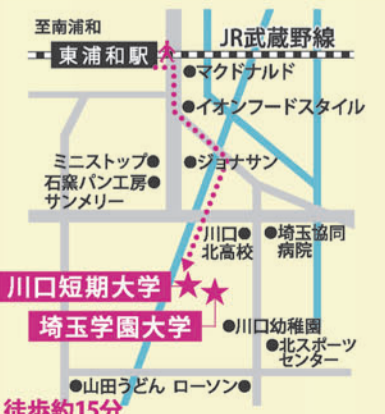 至南浦和
JR武蔵野線
東浦和駅
マクドナルド
イオンフードスタイル
ミニストップ
ジョナサン
石窯パン工房
サンメリー
川口
北高校
埼玉協同
病院
川口短期大学
埼玉学園大学
川口幼稚園
北スポーツ
センター
山田うどん
ローソン
徒歩約15分